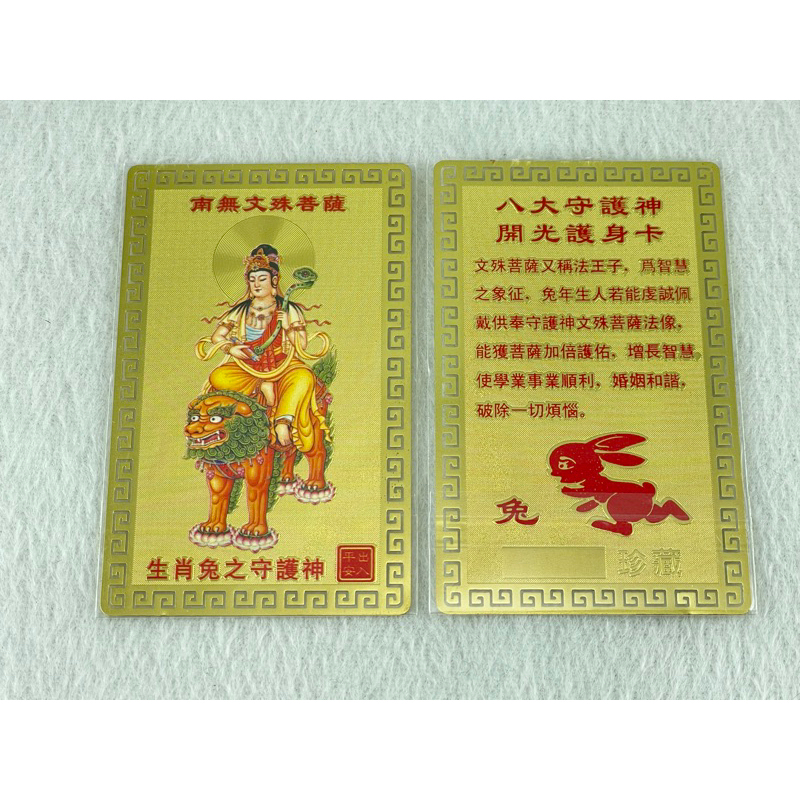 南無文殊菩薩
生肖兔之守護神
出入
平安
八大守護神
開光護身卡
文殊菩薩又稱法王子，爲智慧
之象征，兔年生人若能虔誠佩
戴供奉守護神文殊菩薩法像，
能獲菩薩加倍護佑，增長智慧，
使學業事業順利，婚姻和諧，
破除一切煩惱。
兔
珍藏